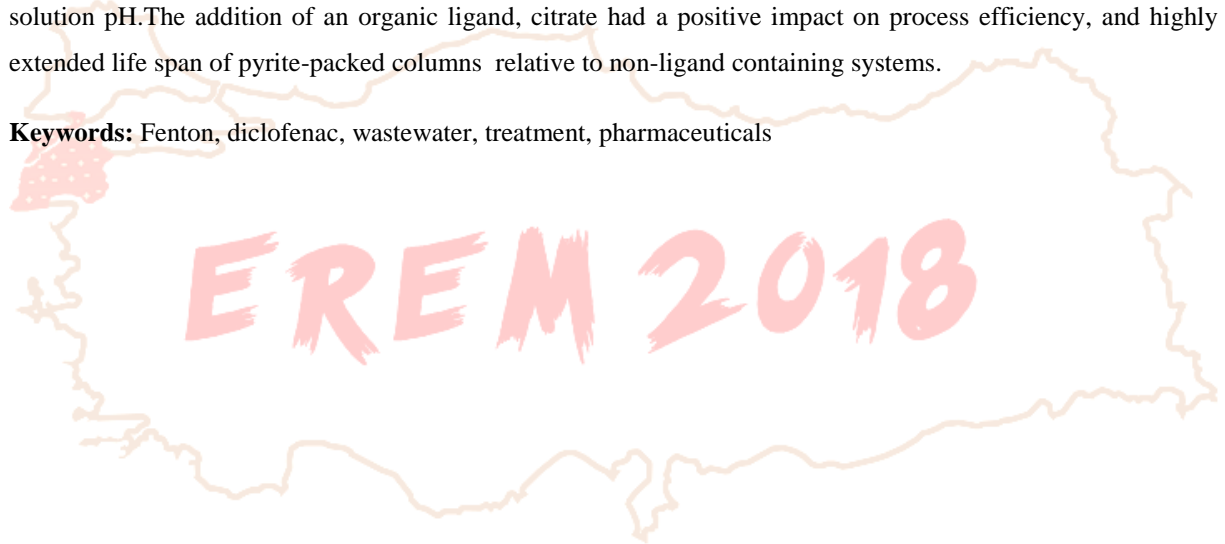 solution pH.The addition of an organic ligand, citrate had a positive impact on process efficiency, and highly
extended life span of pyrite-packed columns relative to non-ligand containing systems.
Keywords: Fenton, diclofenac, wastewater, treatment, pharmaceuticals
EREM 2018